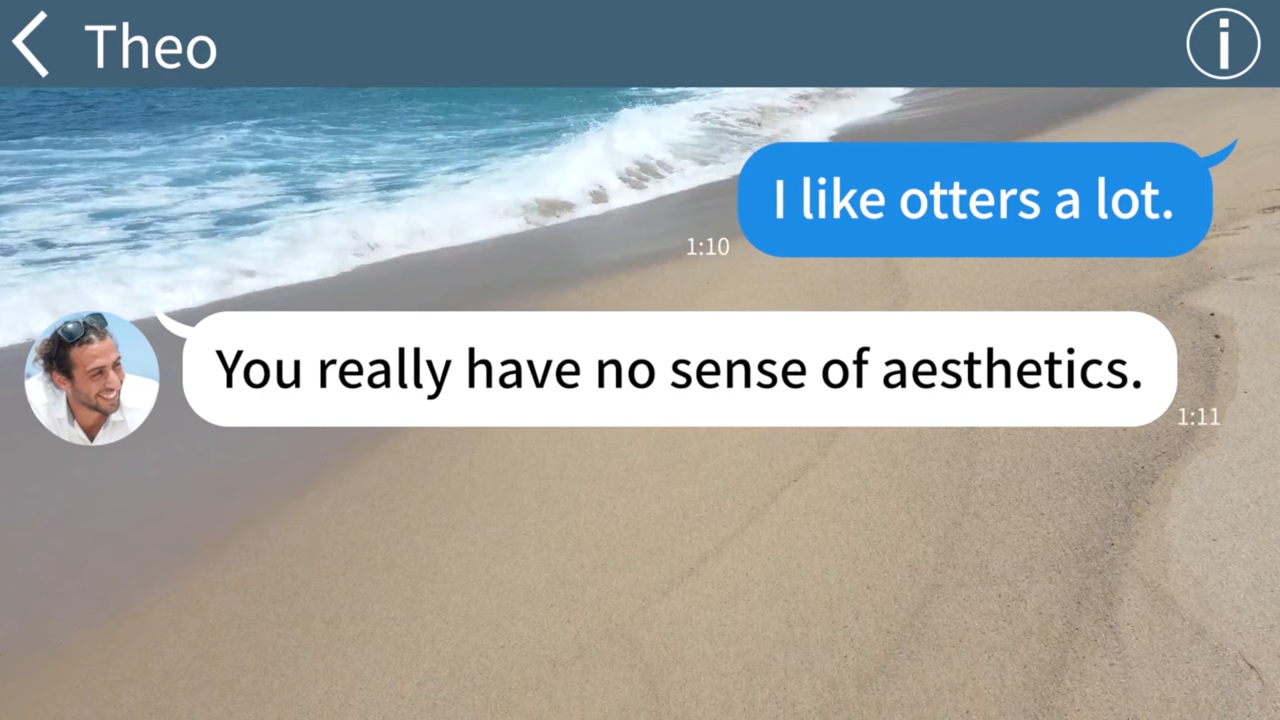 Theo
I like otters a lot.
1:10
You really have no sense of aesthetics.
1:11